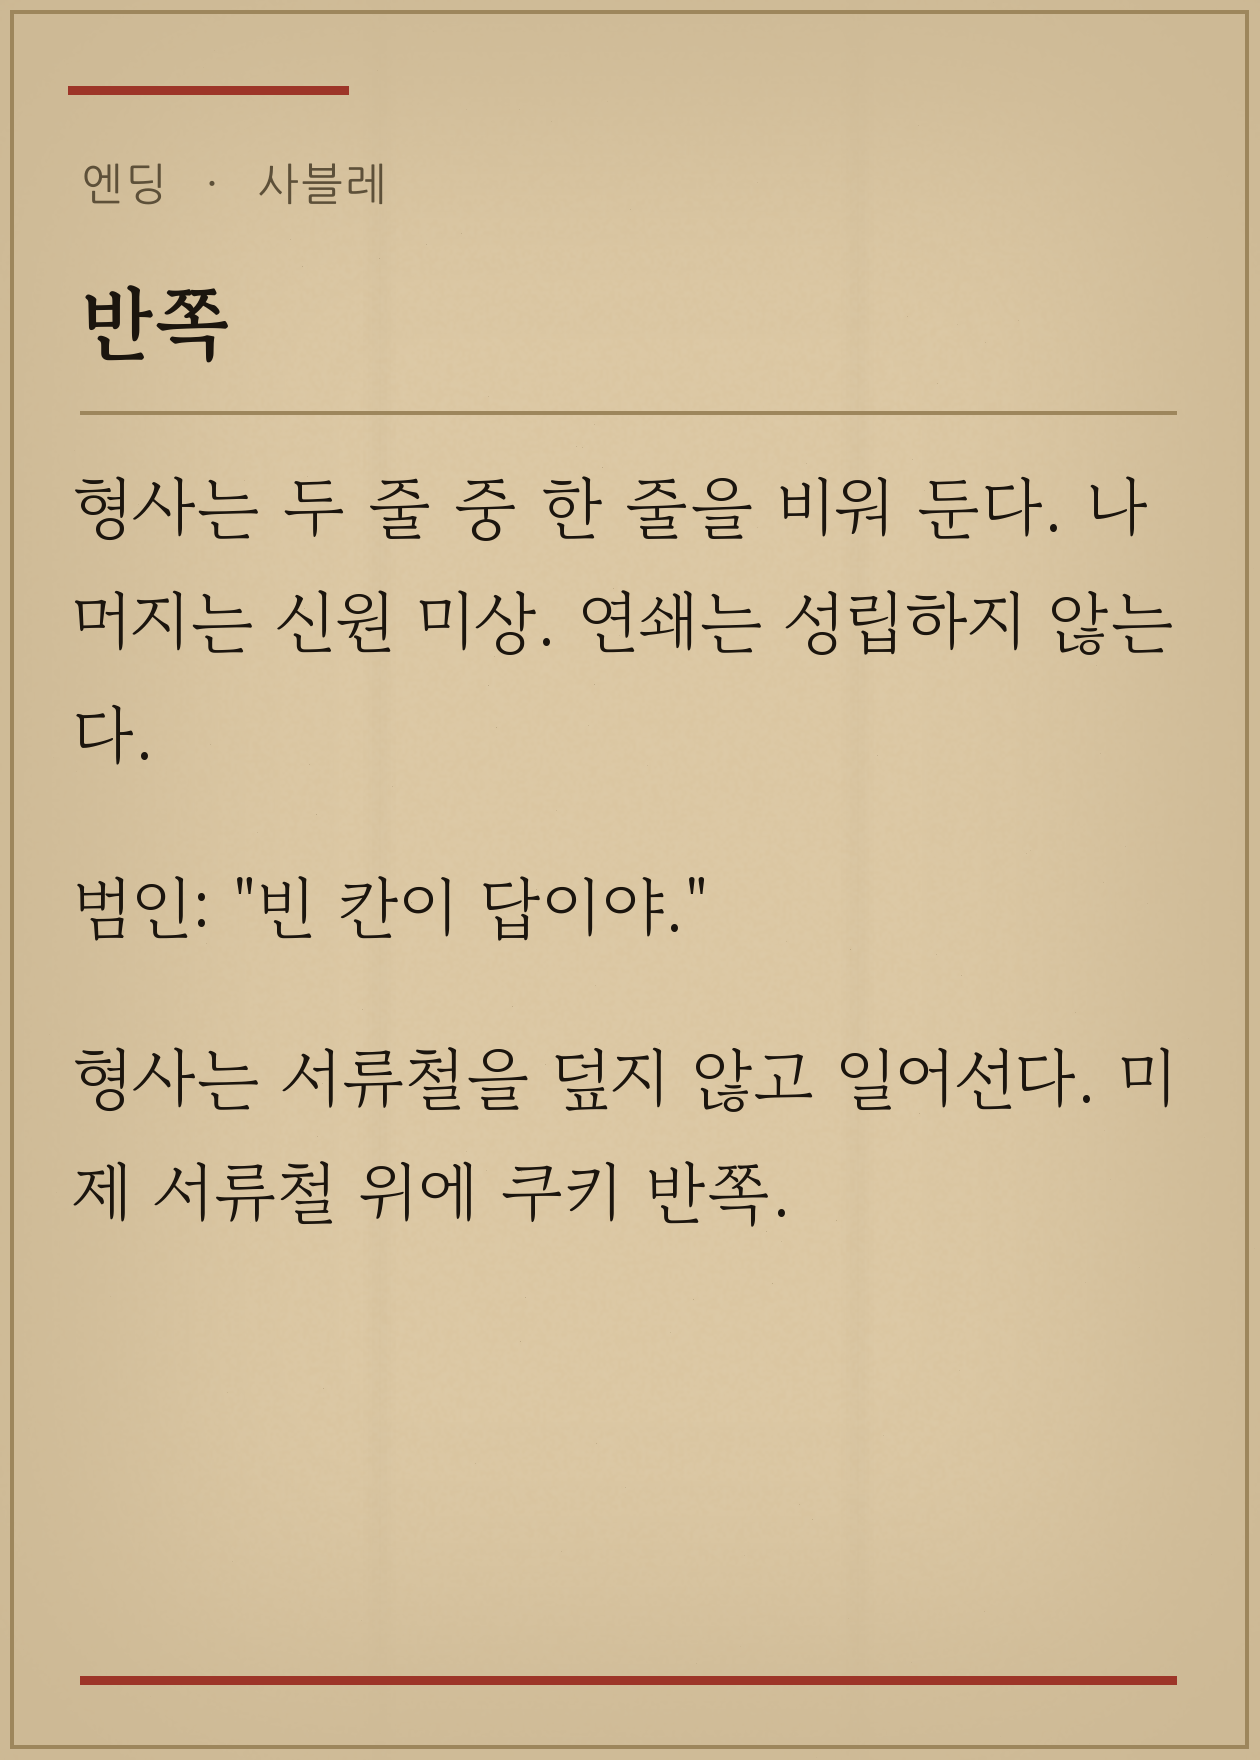 엔딩 · 사블레
반쪽
형사는 두 줄 중 한 줄을 비워 둔다. 나
머지는 신원 미상. 연쇄는 성립하지 않는
다.
범인: "빈 칸이 답이야."
형사는 서류철을 덮지 않고 일어선다. 미
제 서류철 위에 쿠키 반쪽.